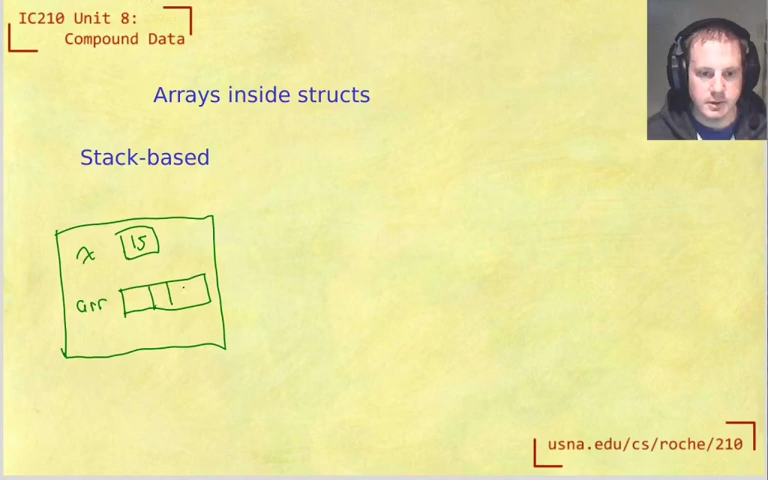 IC210 Unit 8:
Compound Data
Arrays inside structs
Stack-based
x 15
arr
usna.edu/cs/roche/210